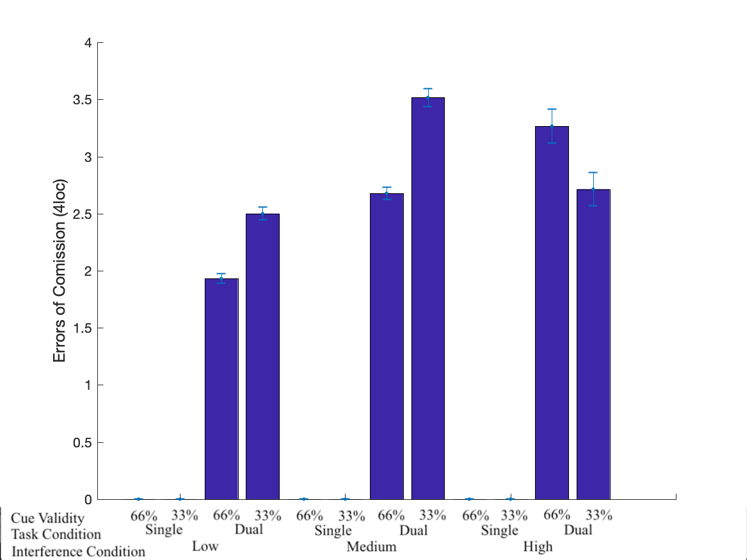 4
3.5
3
2.5
2
1.5
1
0.5
0
Errors of Comission (4loc)
Cue Validity 66% 33% 66% 33% 66% 33% 66% 33% 66% 33% 66% 33%
Task Condition Single Dual Single Dual Single Dual
Interference Condition Low Medium High